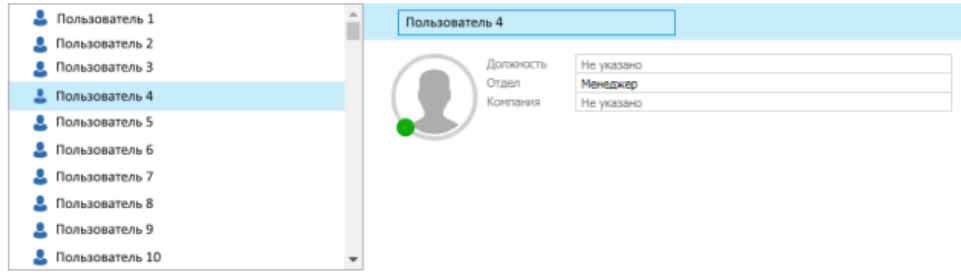 Пользователь 1
Пользователь 2
Пользователь 3
Пользователь 4
Пользователь 5
Пользователь 6
Пользователь 7
Пользователь 8
Пользователь 9
Пользователь 10
Пользователь 4
Должность Не указано
Отдел Менеджер
Компания Не указано